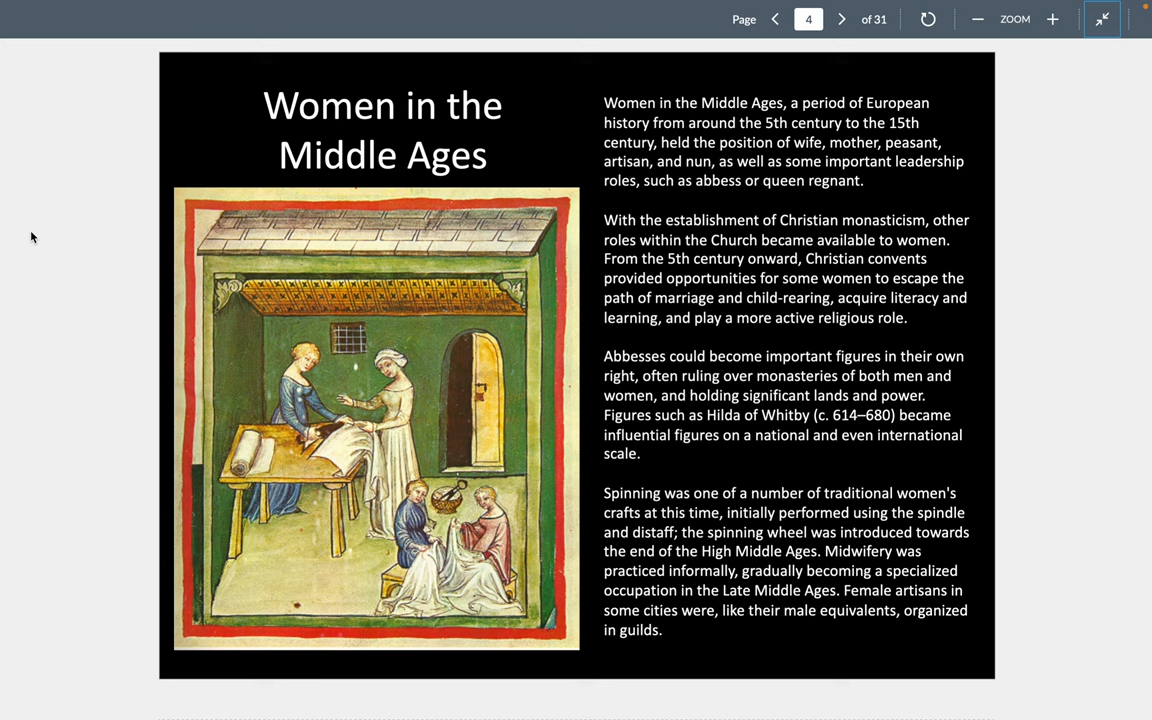 Page 4 of 31 ZOOM
Women in the
Middle Ages
Women in the Middle Ages, a period of European
history from around the 5th century to the 15th
century, held the position of wife, mother, peasant,
artisan, and nun, as well as some important leadership
roles, such as abbess or queen regnant.
With the establishment of Christian monasticism, other
roles within the Church became available to women.
From the 5th century onward, Christian convents
provided opportunities for some women to escape the
path of marriage and child-rearing, acquire literacy and
learning, and play a more active religious role.
Abbesses could become important figures in their own
right, often ruling over monasteries of both men and
women, and holding significant lands and power.
Figures such as Hilda of Whitby (c. 614–680) became
influential figures on a national and even international
scale.
Spinning was one of a number of traditional women's
crafts at this time, initially performed using the spindle
and distaff; the spinning wheel was introduced towards
the end of the High Middle Ages. Midwifery was
practiced informally, gradually becoming a specialized
occupation in the Late Middle Ages. Female artisans in
some cities were, like their male equivalents, organized
in guilds.